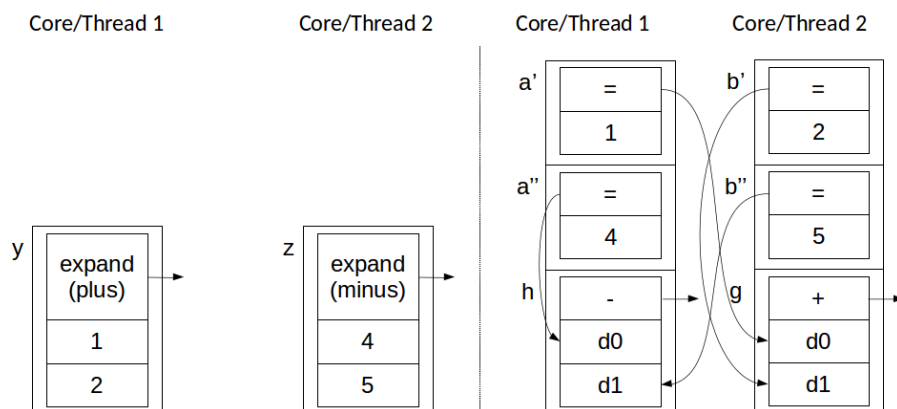 Core/Thread 1
Core/Thread 2
Core/Thread 1
Core/Thread 2
y
expand
(plus)
1
2
z
expand
(minus)
4
5
a’
=
1
a’’
=
4
h
-
d0
d1
b’
=
2
b’’
=
5
g
+
d0
d1